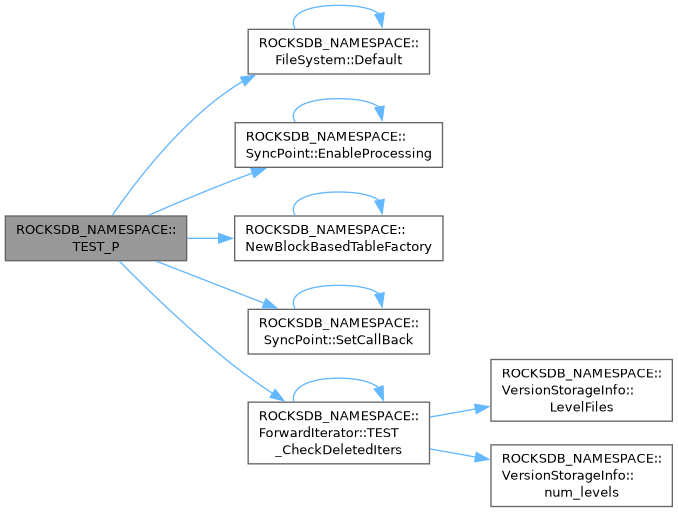 ROCKSDB_NAMESPACE::
TEST_P
ROCKSDB_NAMESPACE::
FileSystem::Default
ROCKSDB_NAMESPACE::
SyncPoint::EnableProcessing
ROCKSDB_NAMESPACE::
NewBlockBasedTableFactory
ROCKSDB_NAMESPACE::
SyncPoint::SetCallBack
ROCKSDB_NAMESPACE::
ForwardIterator::TEST
_CheckDeletedIters
ROCKSDB_NAMESPACE::
VersionStorageInfo::
LevelFiles
ROCKSDB_NAMESPACE::
VersionStorageInfo::
num_levels